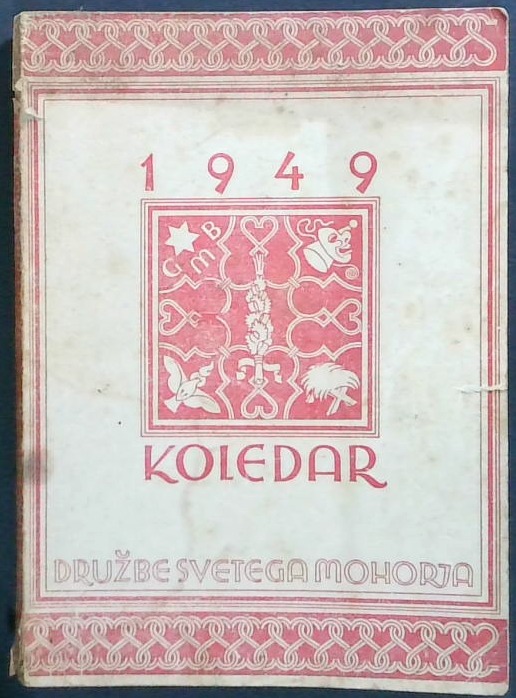 1949
G M B
KOLEDAR
DRUŽBE SVETEGA MOHORJA